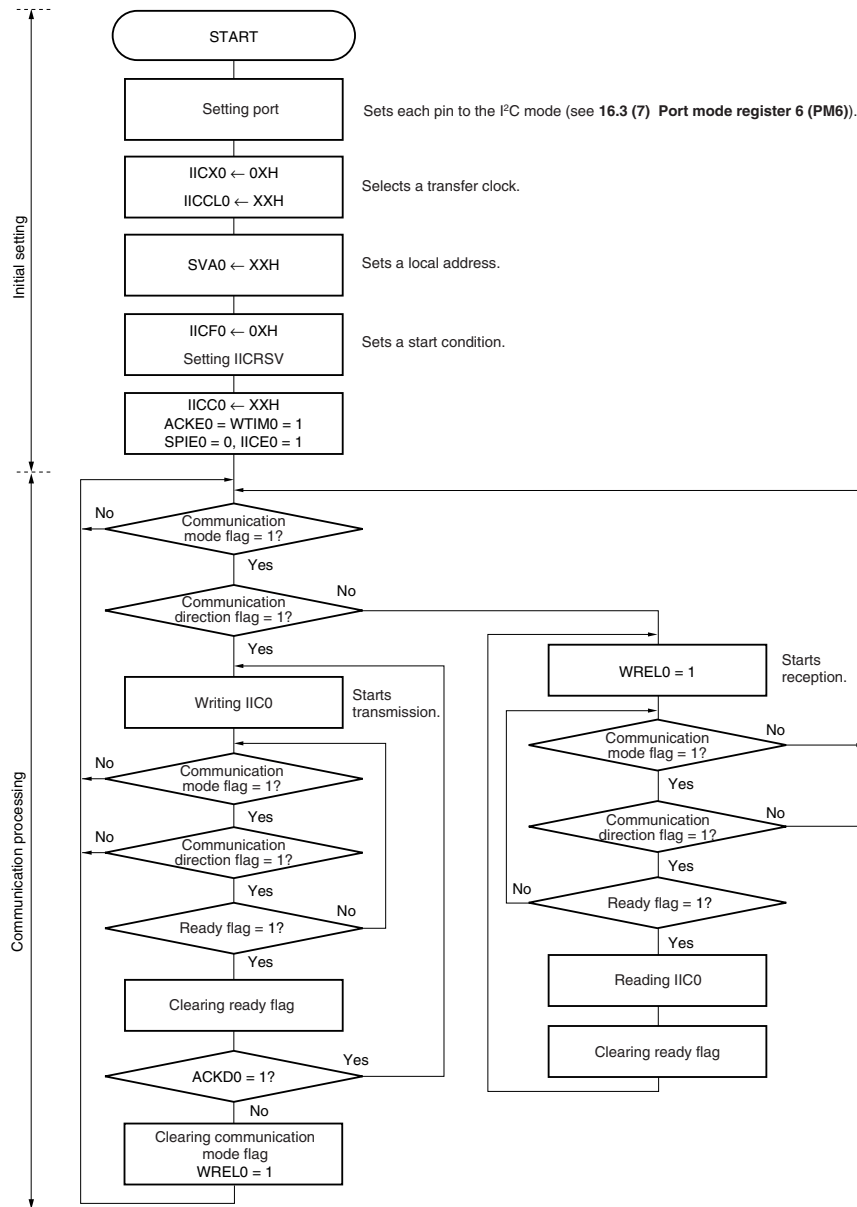 START
Setting port
Sets each pin to the I²C mode (see 16.3 (7) Port mode register 6 (PM6)).
IICX0 ← 0XH
IICCL0 ← XXH
Selects a transfer clock.
Initial setting
SVA0 ← XXH
Sets a local address.
IICF0 ← 0XH
Setting IICRSV
Sets a start condition.
IICC0 ← XXH
ACKE0 = WTIM0 = 1
SPIE0 = 0, IICE0 = 1
Communication processing
No
Communication
mode flag = 1?
Yes
Communication
direction flag = 1?
No
Yes
Writing IIC0
Starts
transmission.
No
Communication
mode flag = 1?
Yes
No
Communication
direction flag = 1?
Yes
Ready flag = 1?
No
Yes
Clearing ready flag
ACKD0 = 1?
Yes
No
Clearing communication
mode flag
WREL0 = 1
WREL0 = 1
Starts
reception.
Communication
mode flag = 1?
No
Yes
Communication
direction flag = 1?
No
Yes
No
Ready flag = 1?
Yes
Reading IIC0
Clearing ready flag